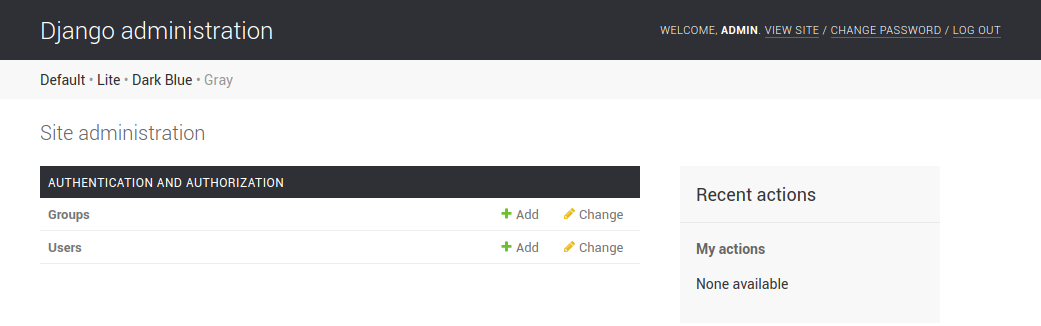 Django administration
WELCOME, ADMIN. VIEW SITE / CHANGE PASSWORD / LOG OUT
Default • Lite • Dark Blue • Gray
Site administration
AUTHENTICATION AND AUTHORIZATION
Groups Add Change
Users Add Change
Recent actions
My actions
None available